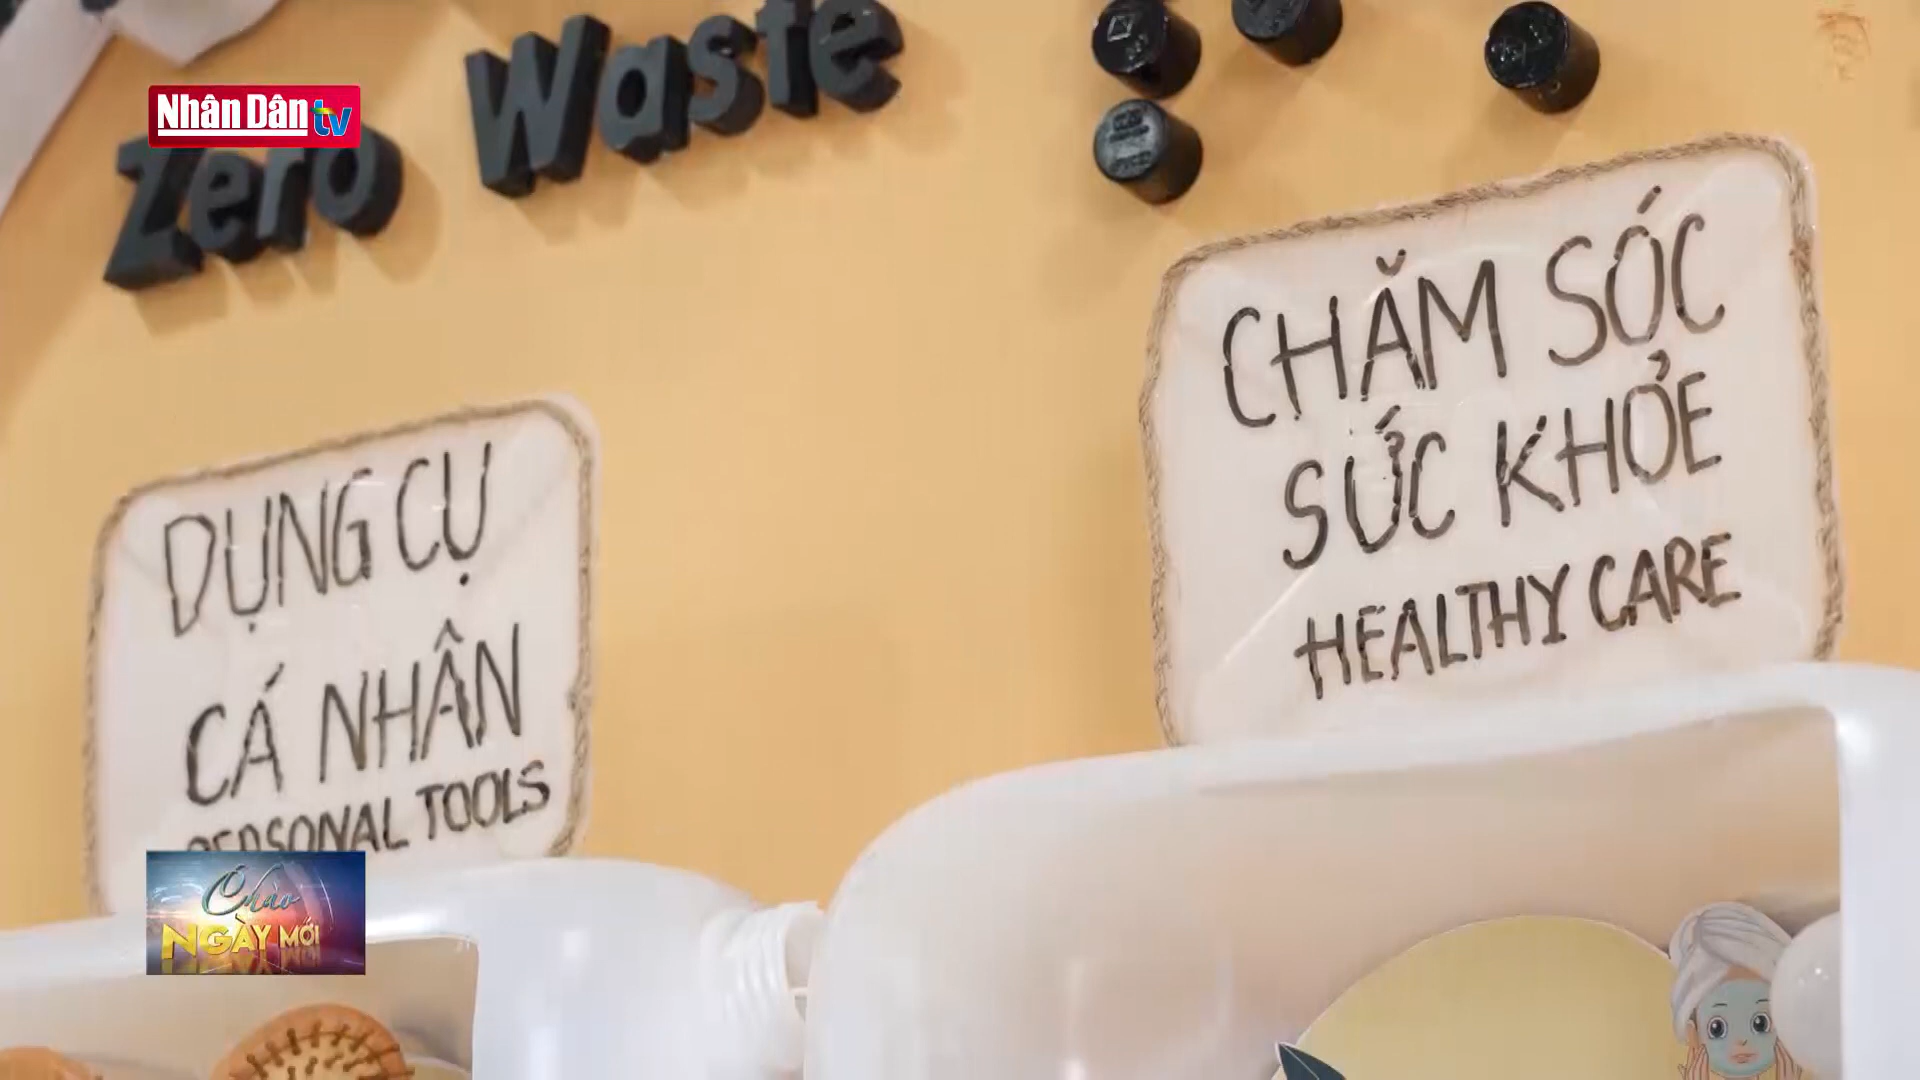 Nhân Dân tv
Zero Waste
CHĂM SÓC
SỨC KHỎE
HEALTHY CARE
DỤNG CỤ
CÁ NHÂN
PERSONAL TOOLS
Chào
NGÀY MỚI